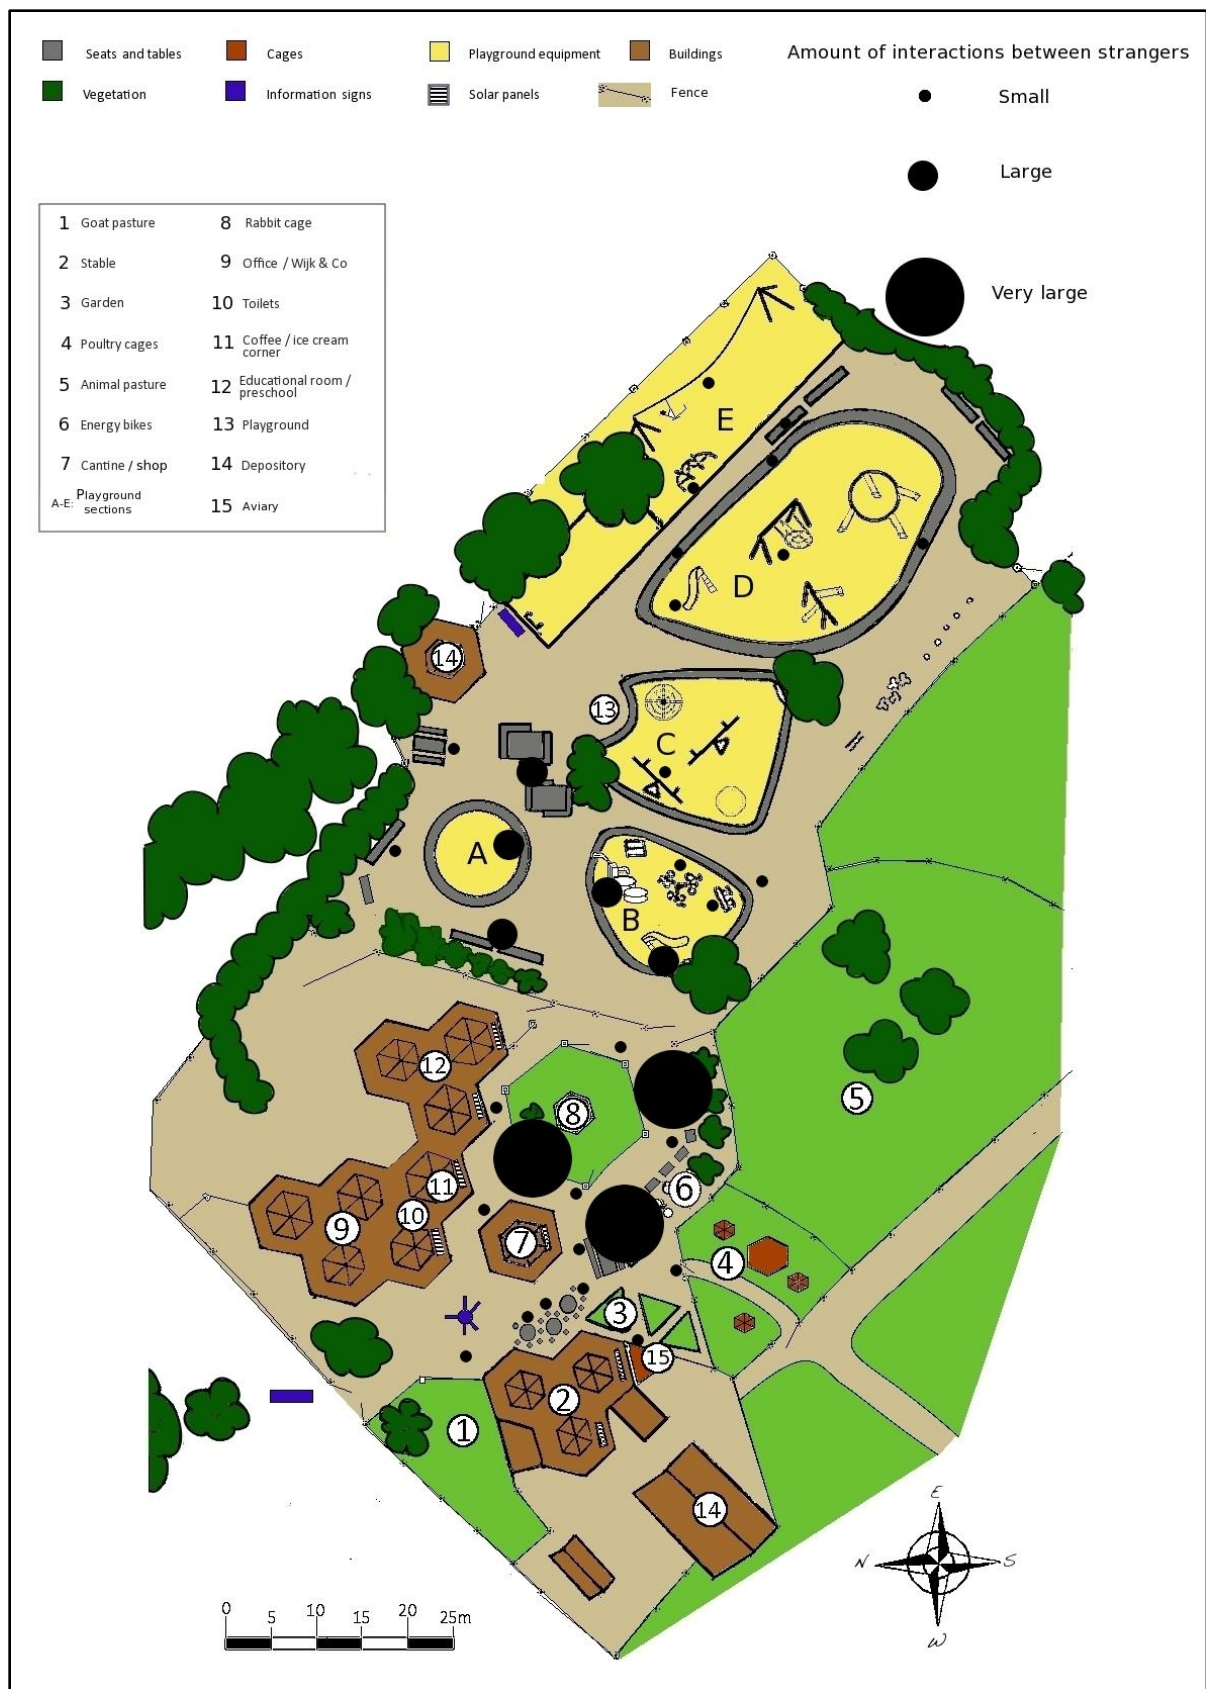 Seats and tables
Cages
Playground equipment
Buildings
Amount of interactions between strangers
Vegetation
Information signs
Solar panels
Fence
Small
Large
Very large
1 Goat pasture
2 Stable
3 Garden
4 Poultry cages
5 Animal pasture
6 Energy bikes
7 Cantine / shop
A-E: Playground
sections
8 Rabbit cage
9 Office / Wijk & Co
10 Toilets
11 Coffee / ice cream
corner
12 Educational room /
preschool
13 Playground
14 Depository
15 Aviary
E
D
14
13
C
A
B
12
8
5
11
6
10
9
7
4
3
15
2
1
14
E
N
S
W
0 5 10 15 20 25m